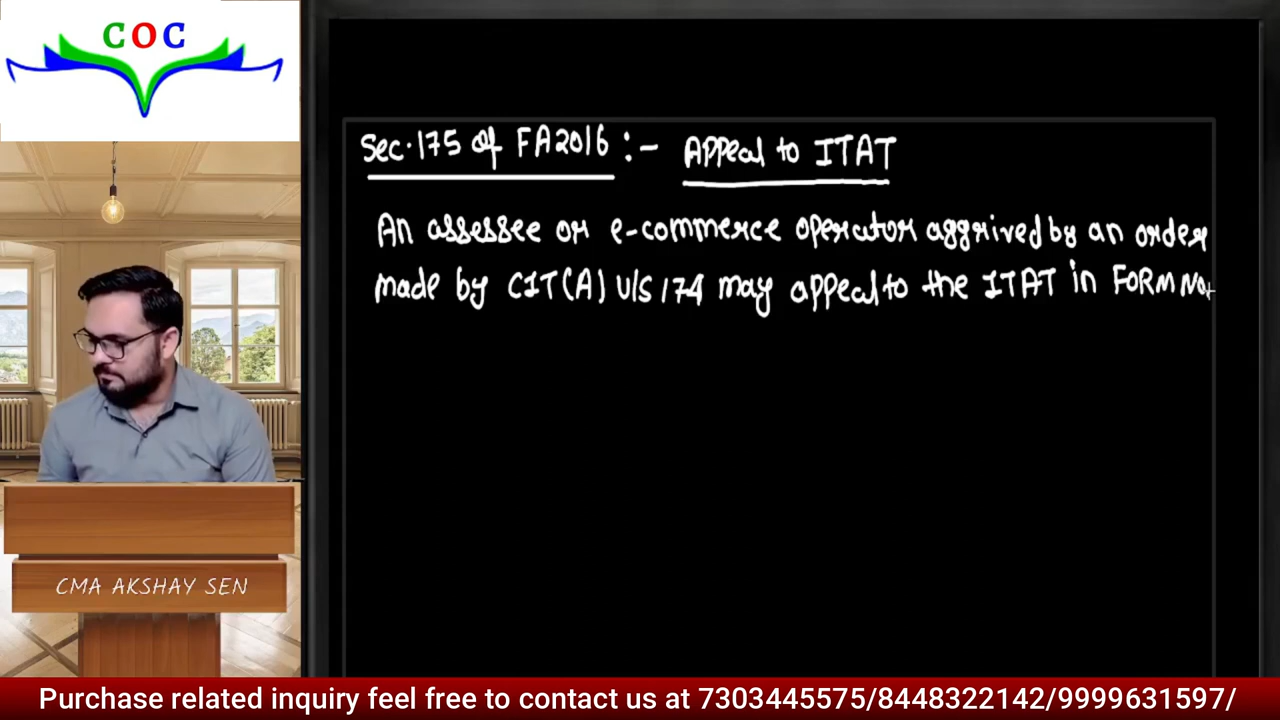 COC
Sec. 175 of FA2016 :- Appeal to ITAT
An assessee or e-commerce operator aggrived by an order
made by CIT(A) u/s 174 may appeal to the ITAT in FORM No.
CMA AKSHAY SEN
Purchase related inquiry feel free to contact us at 7303445575/8448322142/9999631597/